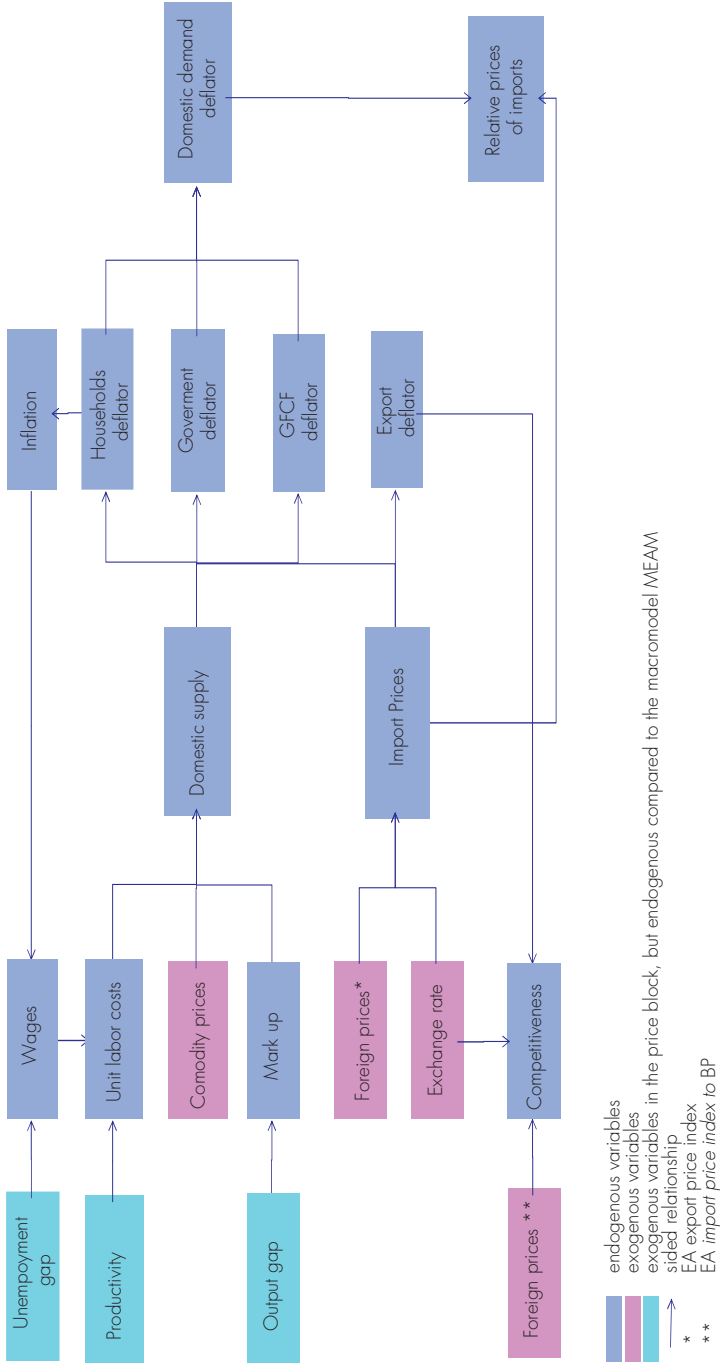 Unempoyment
gap
Wages
Inflation
Productivity
Unit labor costs
Households
deflator
Comodity prices
Domestic supply
Goverment
deflator
Domestic demand
deflator
Output gap
Mark up
GFCF
deflator
Foreign prices*
Import Prices
Export
deflator
Exchange rate
Foreign prices **
Competitiveness
Relative prices
of imports
endogenous variables
exogenous variables
exogenous variables in the price block, but endogenous compared to the macromodel MEAM
sided relationship
* EA export price index
** EA import price index to BP